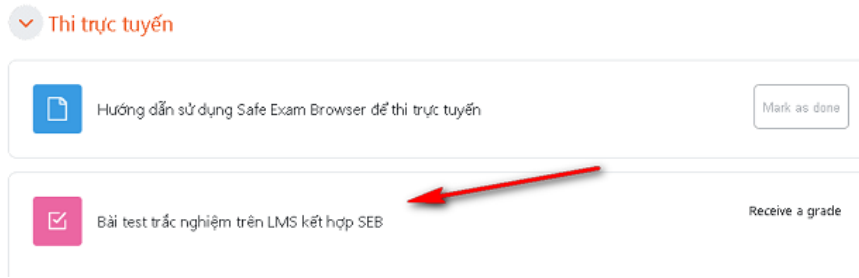 Thi trực tuyến
Hướng dẫn sử dụng Safe Exam Browser để thi trực tuyến
Mark as done
Bài test trắc nghiệm trên LMS kết hợp SEB
Receive a grade